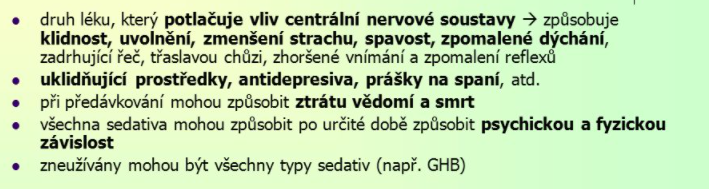 • druh léku, který potlačuje vliv centrální nervové soustavy → způsobuje
klidnost, uvolnění, zmenšení strachu, spavost, zpomalené dýchání,
zadrhující řeč, třaslavou chůzi, zhoršené vnímání a zpomalení reflexů
• uklidňující prostředky, antidepresiva, prášky na spaní, atd.
• při předávkování mohou způsobit ztrátu vědomí a smrt
• všechna sedativa mohou způsobit po určité době způsobit psychickou a fyzickou
závislost
• zneužívány mohou být všechny typy sedativ (např. GHB)